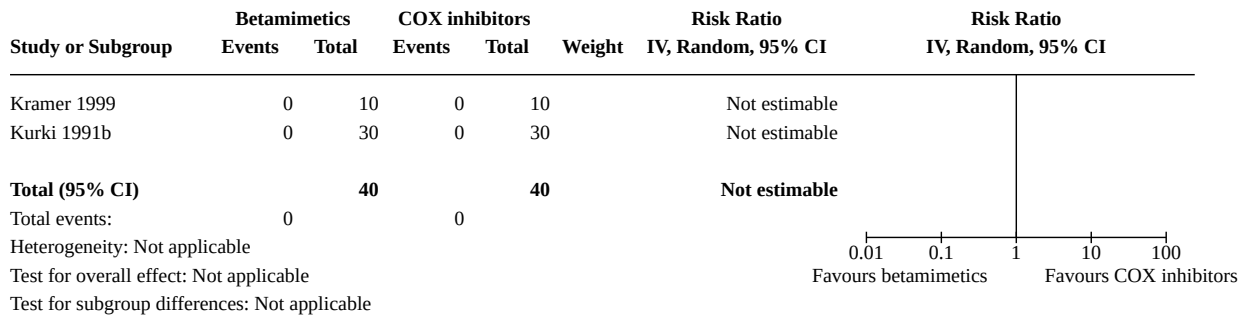 Betamimetics COX inhibitors Risk Ratio Risk Ratio
Study or Subgroup Events Total Events Total Weight IV, Random, 95% CI IV, Random, 95% CI
Kramer 1999 0 10 0 10 Not estimable
Kurki 1991b 0 30 0 30 Not estimable
Total (95% CI) 40 40 Not estimable
Total events: 0 0
Heterogeneity: Not applicable
0.01 0.1 1 10 100
Test for overall effect: Not applicable Favours betamimetics Favours COX inhibitors
Test for subgroup differences: Not applicable